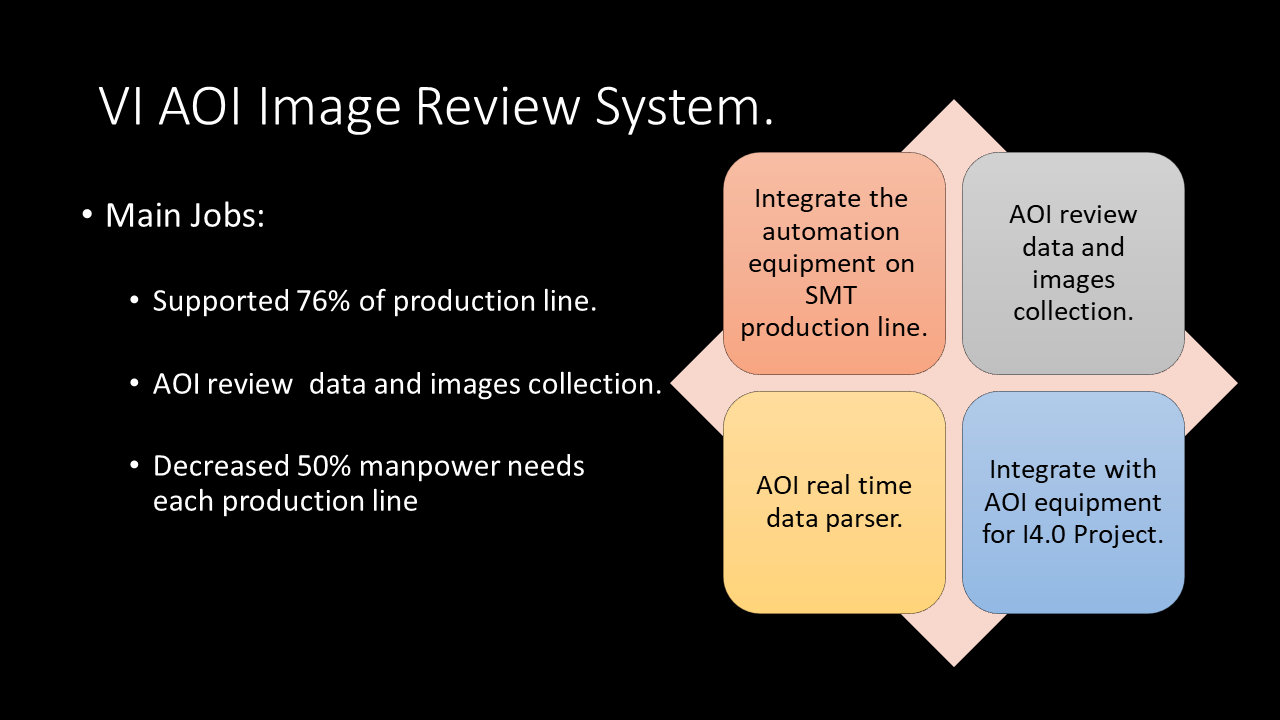 VI AOI Image Review System.
• Main Jobs:
• Supported 76% of production line.
• AOI review  data and images collection.
• Decreased 50% manpower needs
each production line
Integrate the
automation
equipment on
SMT
production line.
AOI review
data and
images
collection.
AOI real time
data parser.
Integrate with
AOI equipment
for I4.0 Project.